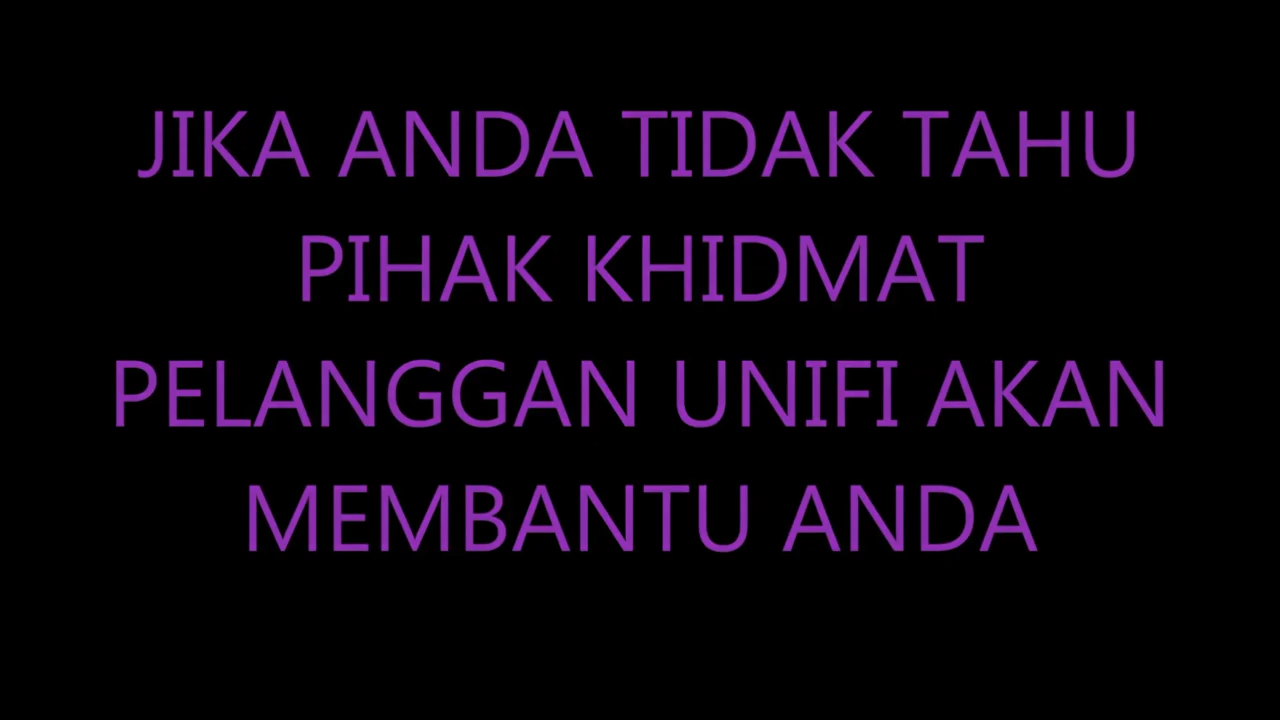 JIKA ANDA TIDAK TAHU
PIHAK KHIDMAT
PELANGGAN UNIFI AKAN
MEMBANTU ANDA